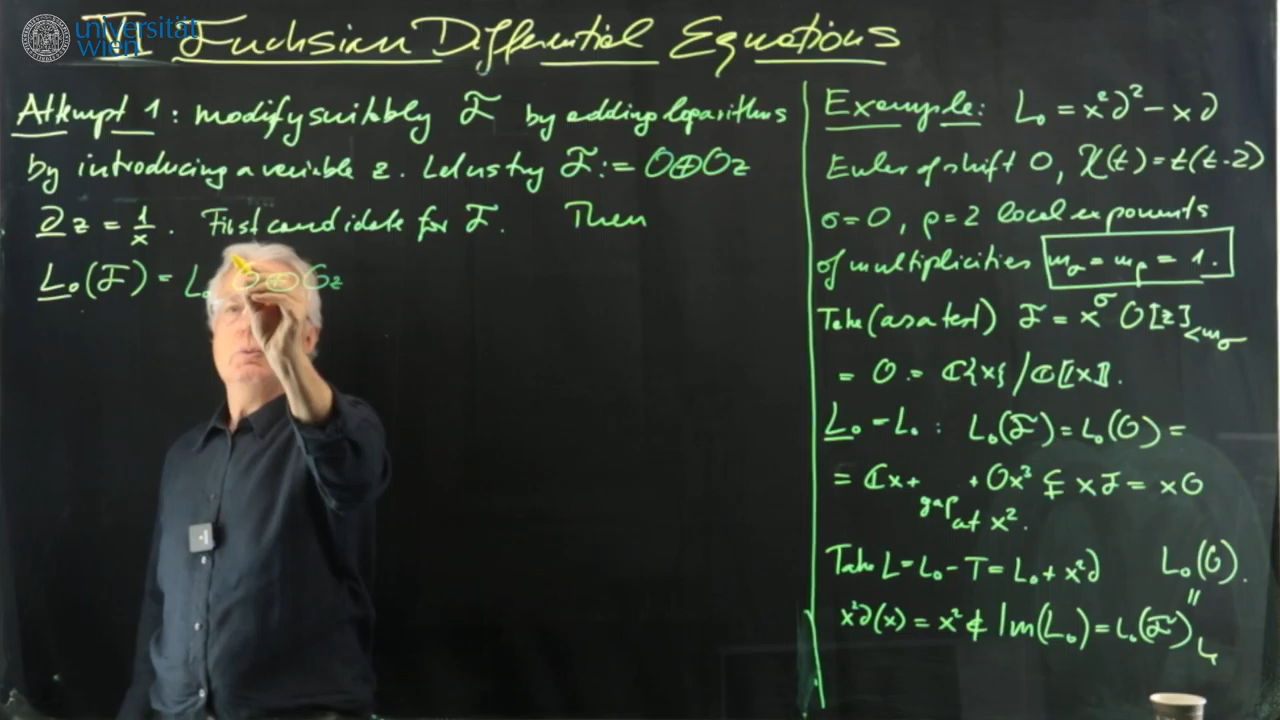 universität
wien
II Fuchsian Differential Equations
Attempt 1: modify suitably ℱ by adding logarithms
by introducing a variable z. Let us try ℱ := O⊕Oz
∂z = 1/x. First candidate for ℱ. Then
L₀(ℱ) = L₀ O⊕Oz
Example: L₀ = x²∂² − x∂
Euler of shift 0, χ(t) = t(t-2)
σ=0, ρ=2 local exponents
of multiplicities m_σ = m_ρ = 1.
Take (as a test) ℱ = x^σ O[z]_{<m_σ}
= O = ℂ{x} / ℂ[[x]].
L₀ - L₀ : L₀(ℱ) = L₀(O) =
= ℂx + gap at x². + Ox³ ⊊ xℱ = xO
Take L = L₀ − T = L₀ + x²∂ L₀(O).
x²∂(x) = x² ∉ Im(L₀) = L₀(ℱ) ↯